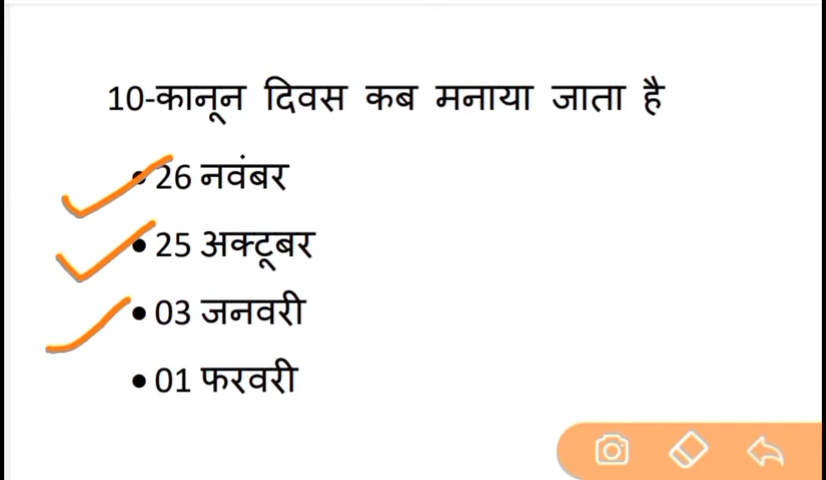 10-कानून दिवस कब मनाया जाता है
• 26 नवंबर
• 25 अक्टूबर
• 03 जनवरी
• 01 फरवरी